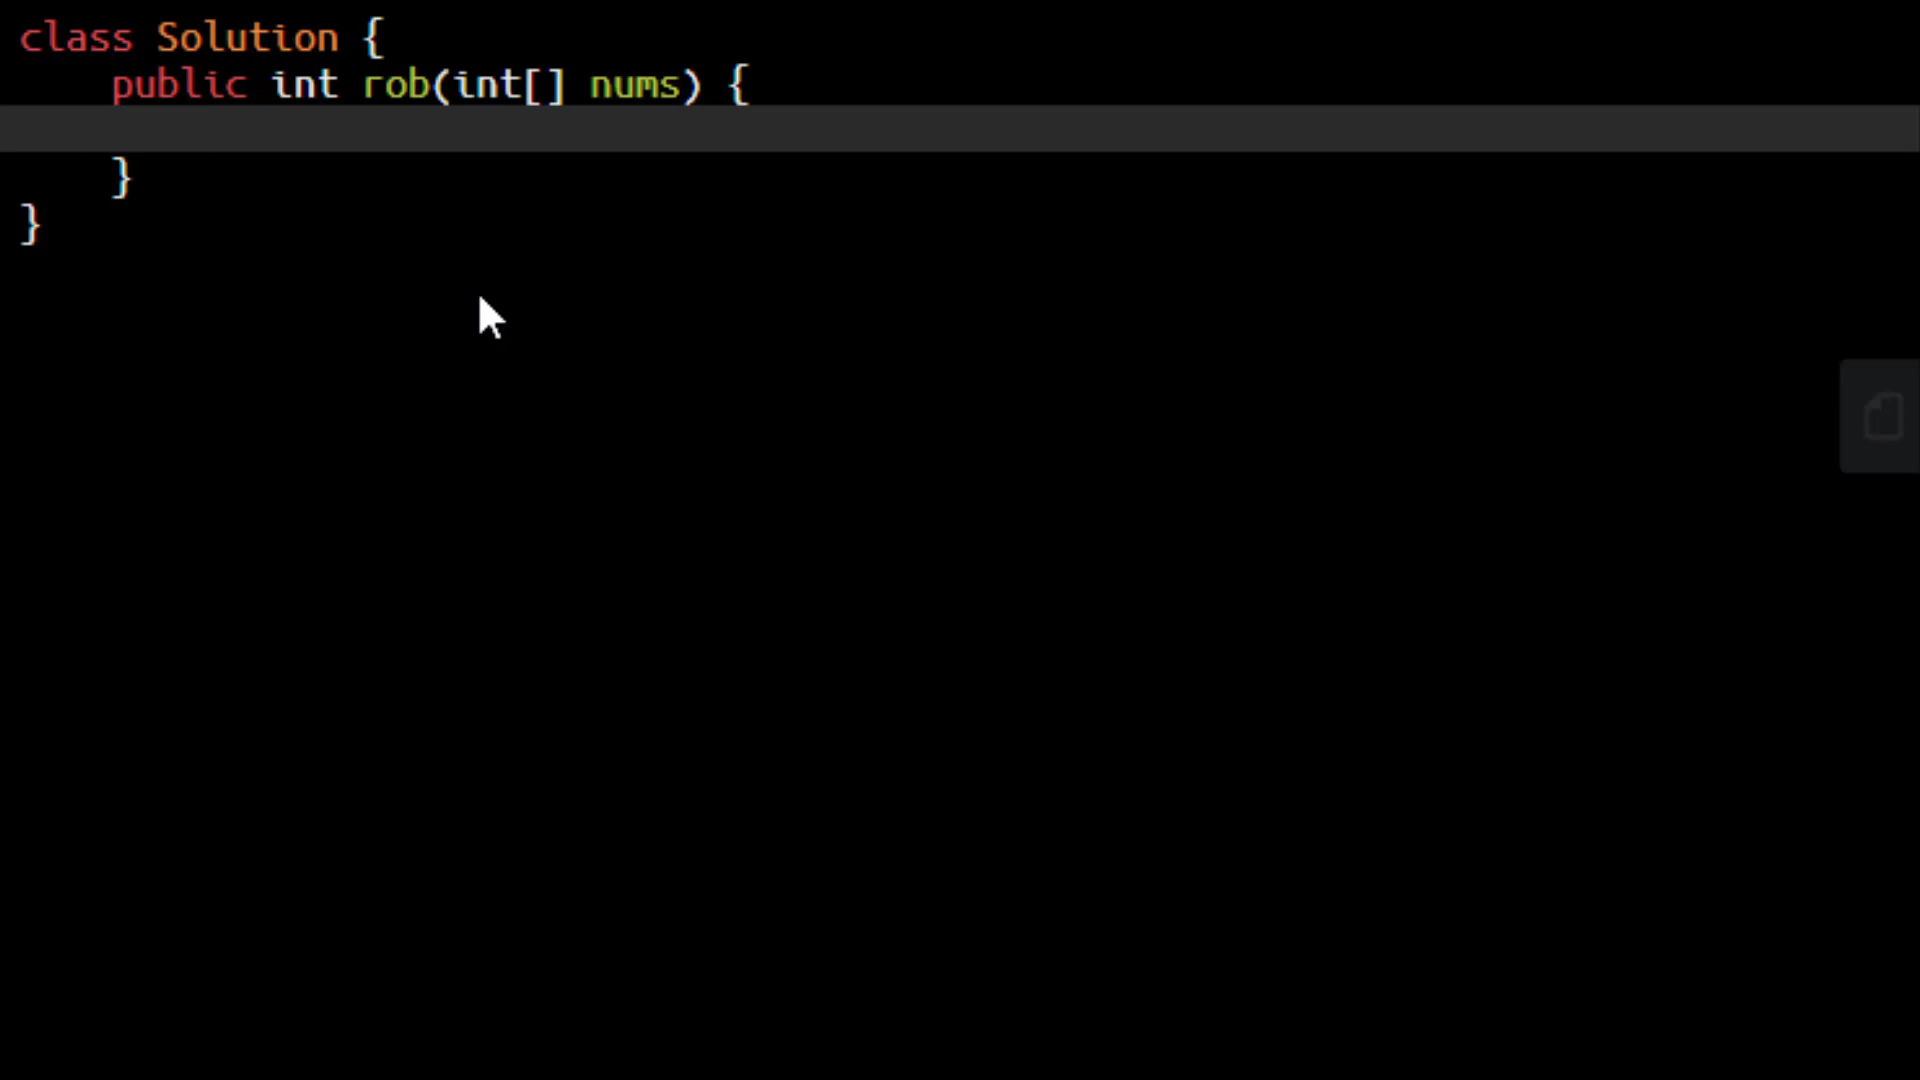 class Solution {
    public int rob(int[] nums) {

    }
}